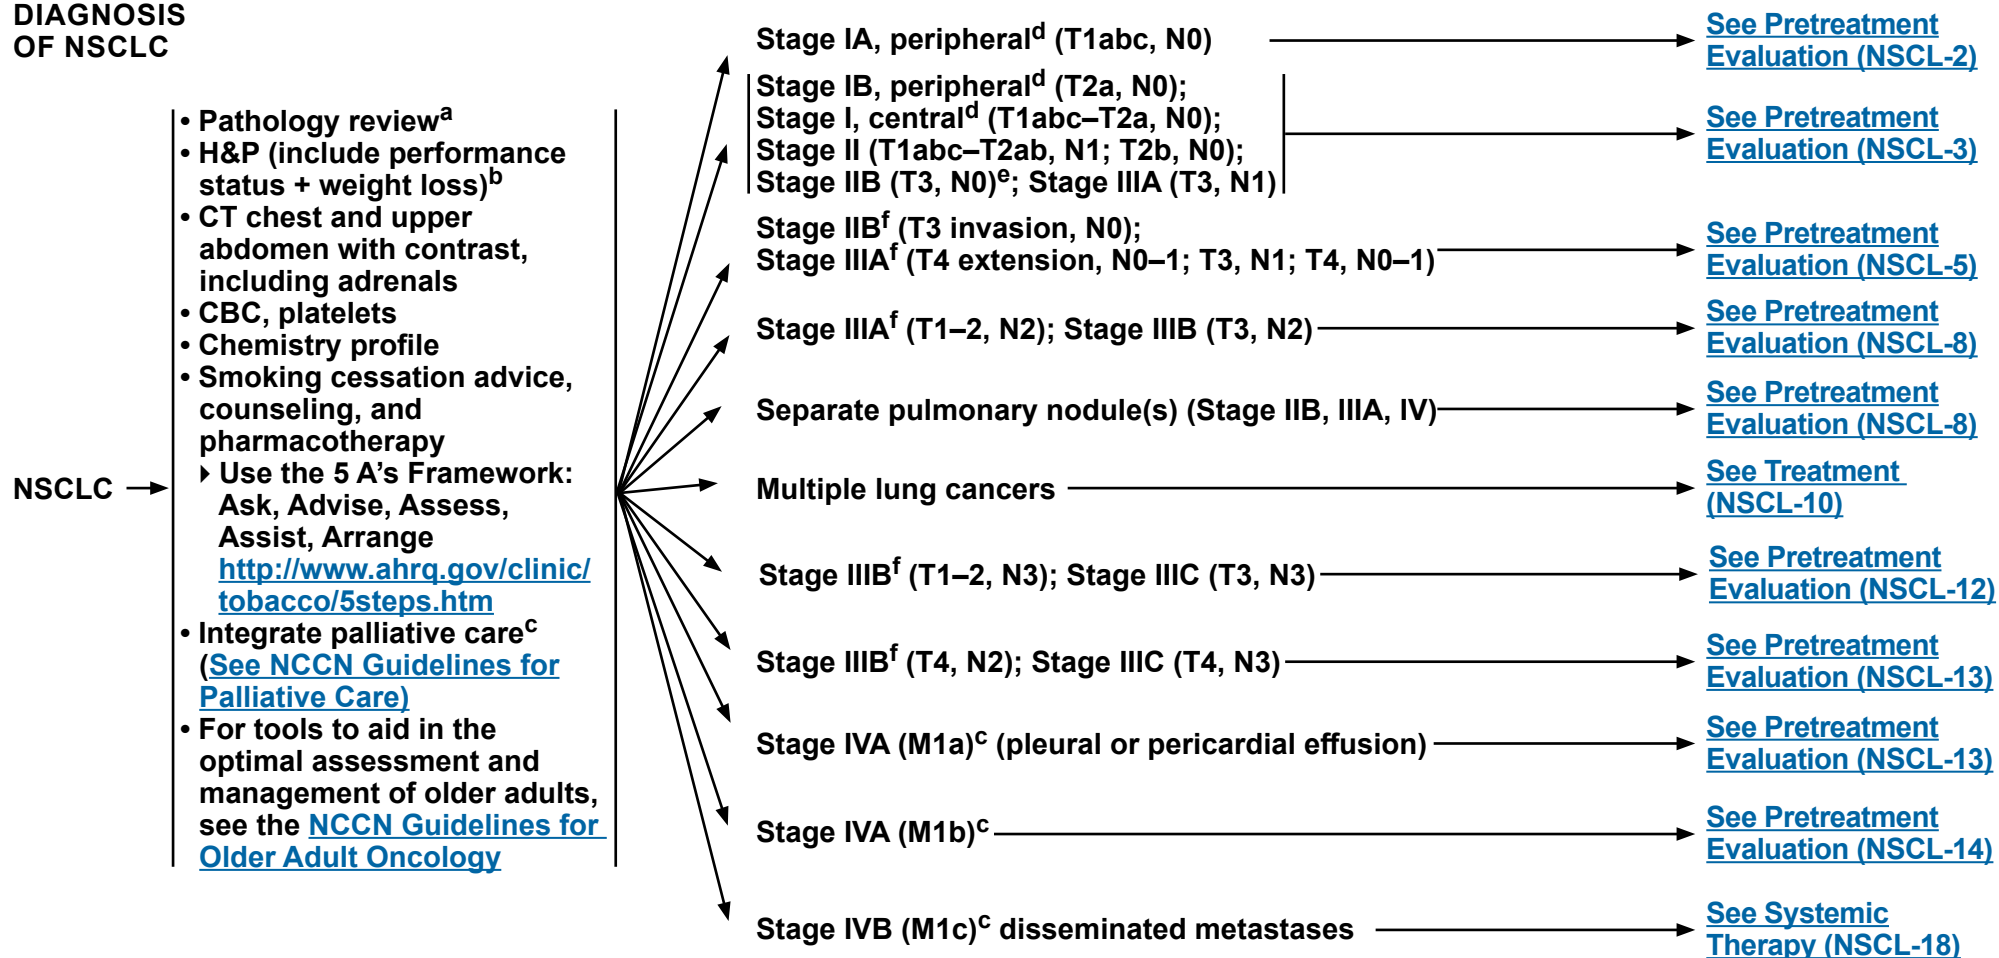 DIAGNOSIS
OF NSCLC
NSCLC
• Pathology reviewᵃ
• H&P (include performance
status + weight loss)ᵇ
• CT chest and upper
abdomen with contrast,
including adrenals
• CBC, platelets
• Chemistry profile
• Smoking cessation advice,
counseling, and
pharmacotherapy
‣ Use the 5 A’s Framework:
Ask, Advise, Assess,
Assist, Arrange
http://www.ahrq.gov/clinic/
tobacco/5steps.htm
• Integrate palliative careᶜ
(See NCCN Guidelines for
Palliative Care)
• For tools to aid in the
optimal assessment and
management of older adults,
see the NCCN Guidelines for
Older Adult Oncology
Stage IA, peripheralᵈ (T1abc, N0)
See Pretreatment
Evaluation (NSCL-2)
Stage IB, peripheralᵈ (T2a, N0);
Stage I, centralᵈ (T1abc–T2a, N0);
Stage II (T1abc–T2ab, N1; T2b, N0);
Stage IIB (T3, N0)ᵉ; Stage IIIA (T3, N1)
See Pretreatment
Evaluation (NSCL-3)
Stage IIBᶠ (T3 invasion, N0);
Stage IIIAᶠ (T4 extension, N0–1; T3, N1; T4, N0–1)
See Pretreatment
Evaluation (NSCL-5)
Stage IIIAᶠ (T1–2, N2); Stage IIIB (T3, N2)
See Pretreatment
Evaluation (NSCL-8)
Separate pulmonary nodule(s) (Stage IIB, IIIA, IV)
See Pretreatment
Evaluation (NSCL-8)
Multiple lung cancers
See Treatment
(NSCL-10)
Stage IIIBᶠ (T1–2, N3); Stage IIIC (T3, N3)
See Pretreatment
Evaluation (NSCL-12)
Stage IIIBᶠ (T4, N2); Stage IIIC (T4, N3)
See Pretreatment
Evaluation (NSCL-13)
Stage IVA (M1a)ᶜ (pleural or pericardial effusion)
See Pretreatment
Evaluation (NSCL-13)
Stage IVA (M1b)ᶜ
See Pretreatment
Evaluation (NSCL-14)
Stage IVB (M1c)ᶜ disseminated metastases
See Systemic
Therapy (NSCL-18)